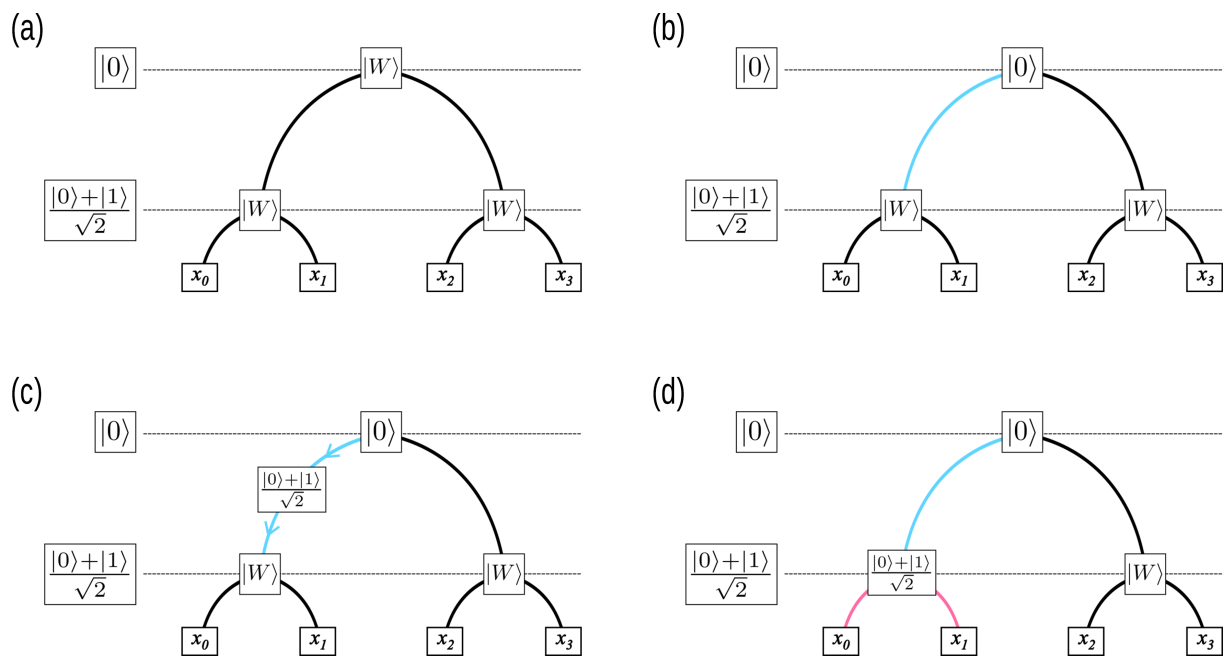 (a)
(b)
|0⟩ |W⟩
|0⟩ |0⟩
|0⟩+|1⟩/√2 |W⟩ |W⟩
|0⟩+|1⟩/√2 |W⟩ |W⟩
x₀ x₁ x₂ x₃
x₀ x₁ x₂ x₃
(c)
(d)
|0⟩ |0⟩
|0⟩ |0⟩
|0⟩+|1⟩/√2
|0⟩+|1⟩/√2 |W⟩ |W⟩
|0⟩+|1⟩/√2 |0⟩+|1⟩/√2 |W⟩
x₀ x₁ x₂ x₃
x₀ x₁ x₂ x₃